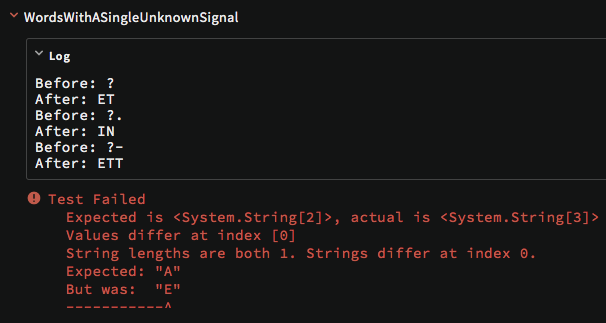 WordsWithASingleUnknownSignal
Log
Before: ?
After: ET
Before: ?.
After: IN
Before: ?-
After: ETT
Test Failed
Expected is <System.String[2]>, actual is <System.String[3]>
Values differ at index [0]
String lengths are both 1. Strings differ at index 0.
Expected: "A"
But was:  "E"
-----------^